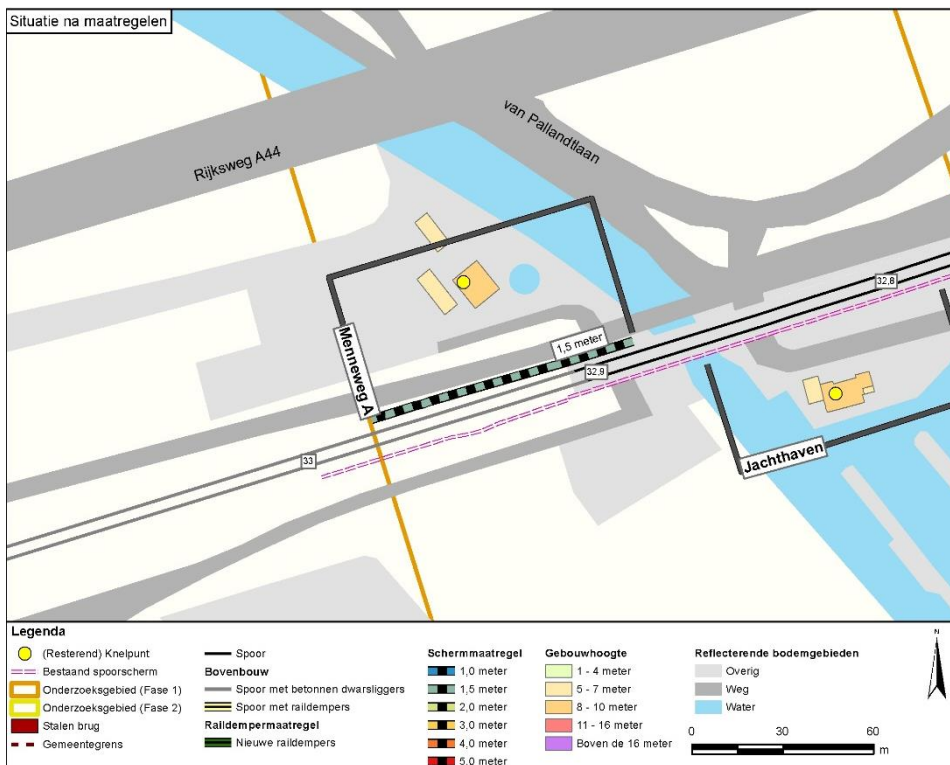 Situatie na maatregelen
Rijksweg A44
van Pallandtlaan
32,8
1,5 meter
32,9
Menneweg A
33
Jachthaven
Legenda
(Resterend) Knelpunt
Bestaand spoorscherm
Onderzoeksgebied (Fase 1)
Onderzoeksgebied (Fase 2)
Stalen brug
Gemeentegrens
Spoor
Bovenbouw
Spoor met betonnen dwarsliggers
Spoor met raildempers
Raildempermaatregel
Nieuwe raildempers
Schermmaatregel
1,0 meter
1,5 meter
2,0 meter
3,0 meter
4,0 meter
5,0 meter
Gebouwhoogte
1 - 4 meter
5 - 7 meter
8 - 10 meter
11 - 16 meter
Boven de 16 meter
Reflecterende bodemgebieden
Overig
Weg
Water
0 30 60
m
N